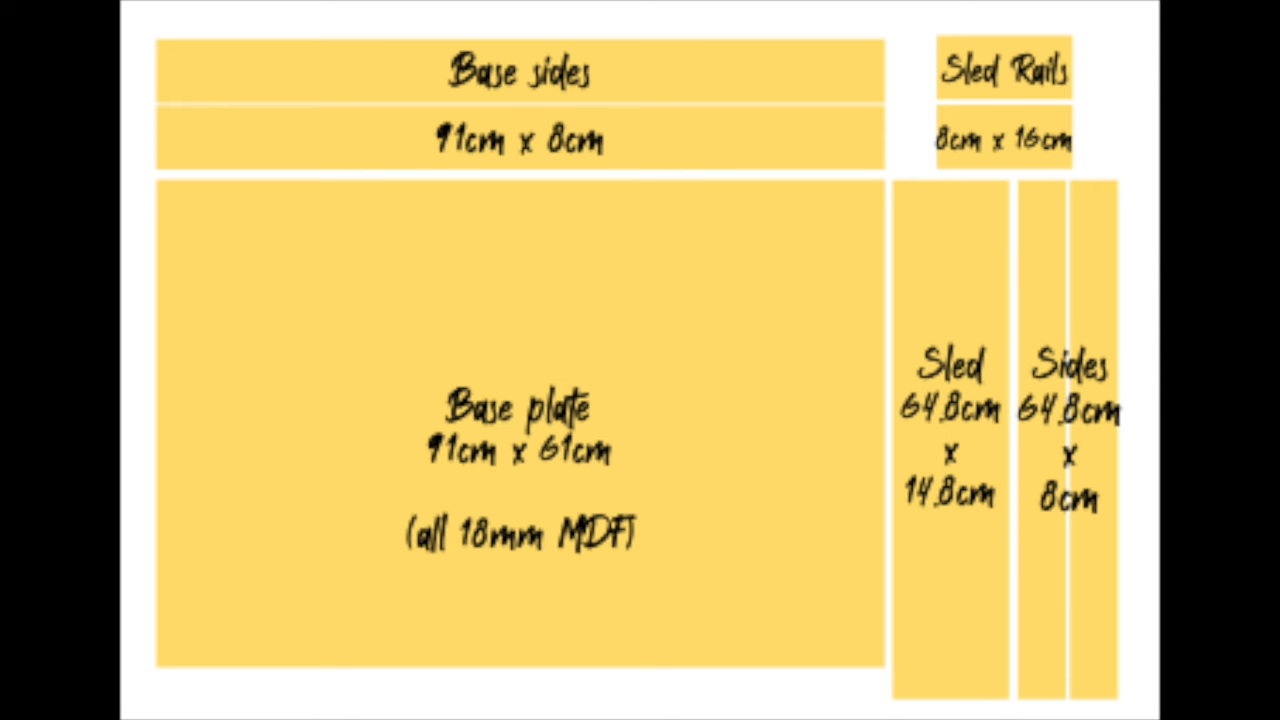 Base sides
91cm x 8cm
Sled Rails
8cm x 16cm
Base plate
91cm x 61cm
(all 18mm MDF)
Sled
64.8cm
x
14.8cm
Sides
64.8cm
x
8cm